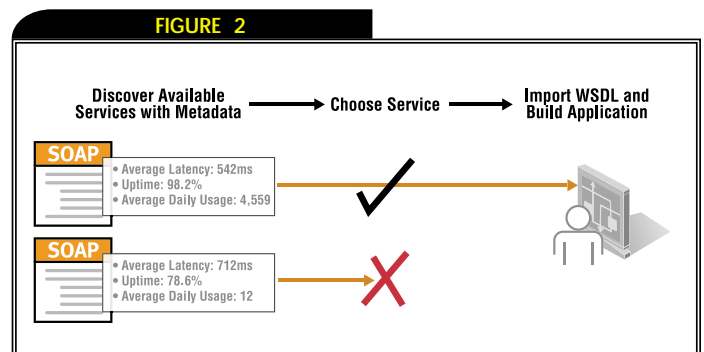 FIGURE 2
Discover Available
Services with Metadata
Choose Service
Import WSDL and
Build Application
SOAP
• Average Latency: 542ms
• Uptime: 98.2%
• Average Daily Usage: 4,559
SOAP
• Average Latency: 712ms
• Uptime: 78.6%
• Average Daily Usage: 12